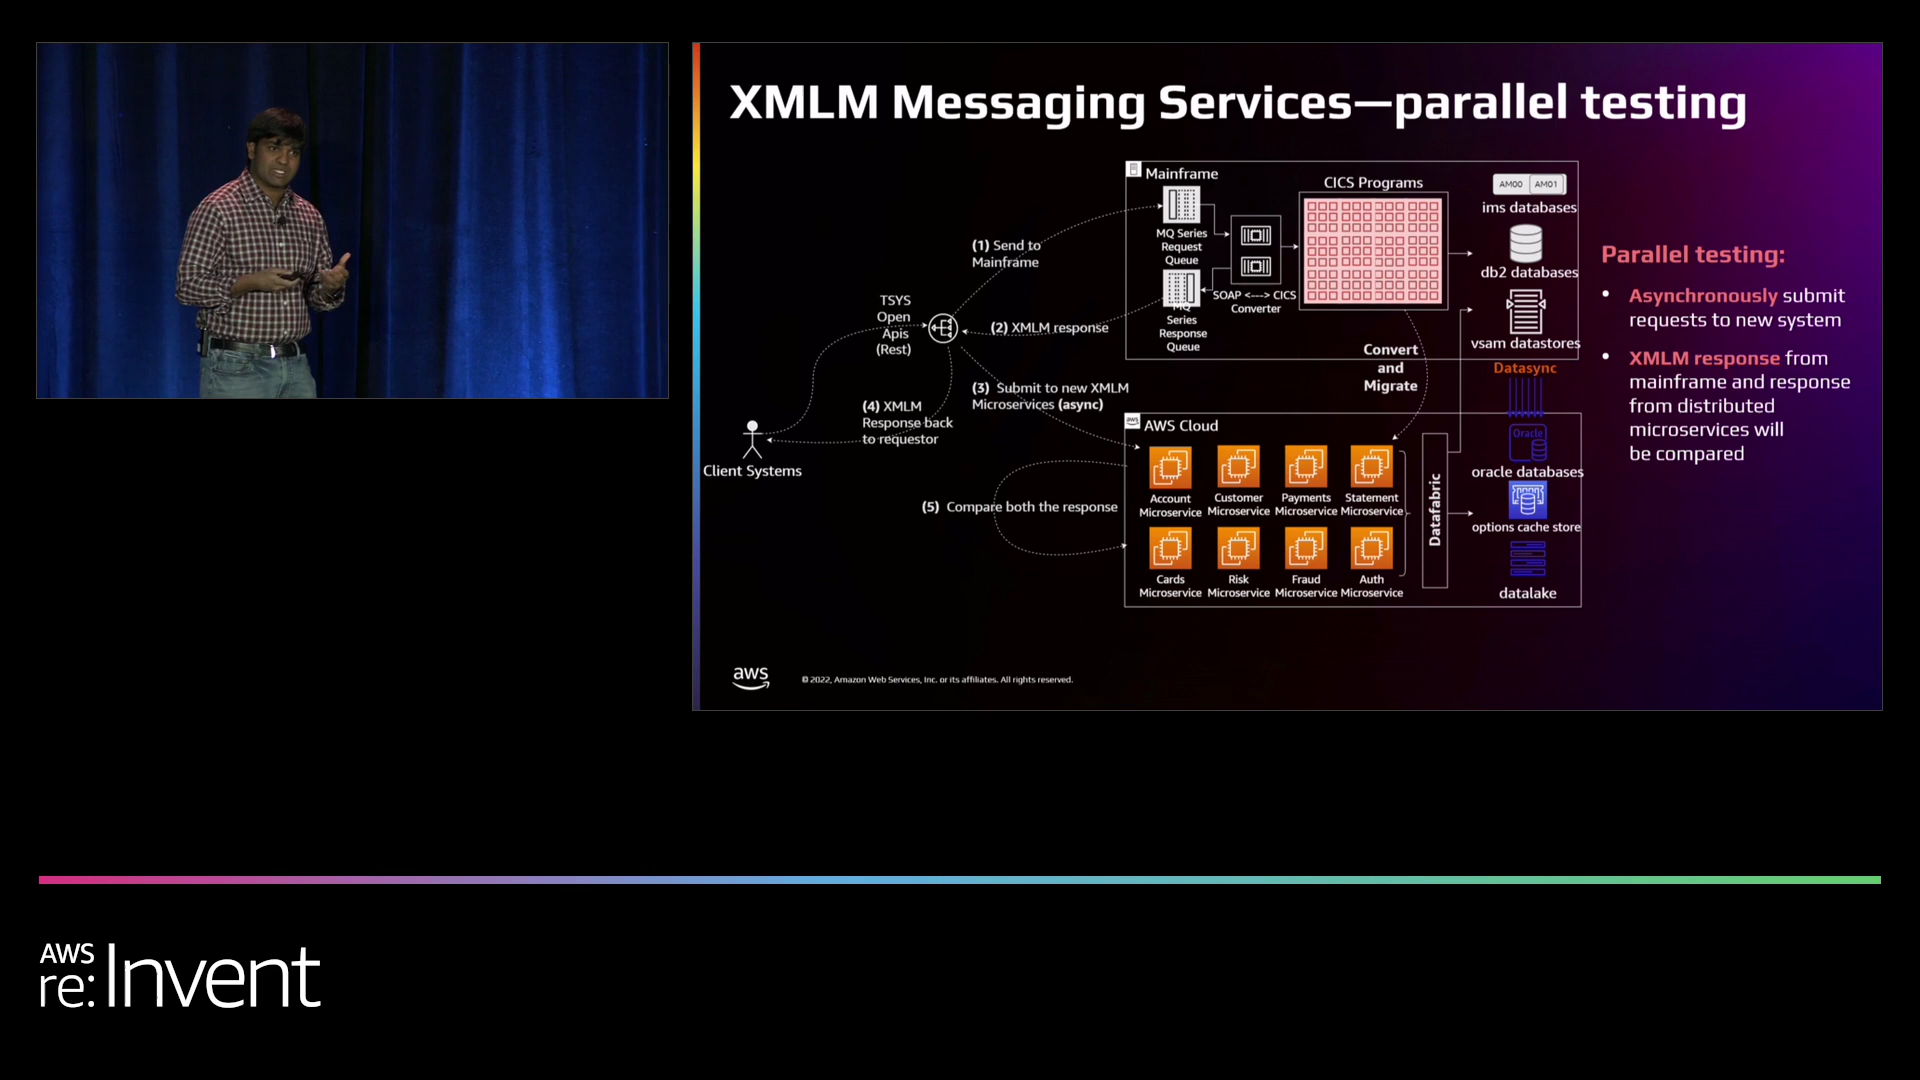 XMLM Messaging Services—parallel testing
Mainframe
MQ Series
Request
Queue
MQ
Series
Response
Queue
SOAP <---> CICS
Converter
CICS Programs
AM00 AM01
ims databases
db2 databases
vsam datastores
Datasync
(1) Send to
Mainframe
TSYS
Open
Apis
(Rest)
(2) XMLM response
(3) Submit to new XMLM
Microservices (async)
(4) XMLM
Response back
to requestor
Client Systems
(5) Compare both the response
Convert
and
Migrate
aws
AWS Cloud
Account
Microservice
Customer
Microservice
Payments
Microservice
Statement
Microservice
Cards
Microservice
Risk
Microservice
Fraud
Microservice
Auth
Microservice
Datafabric
Oracle
oracle databases
options cache store
datalake
Parallel testing:
• Asynchronously submit
requests to new system
• XMLM response from
mainframe and response
from distributed
microservices will
be compared
aws
© 2022, Amazon Web Services, Inc. or its affiliates. All rights reserved.
AWS
re:Invent